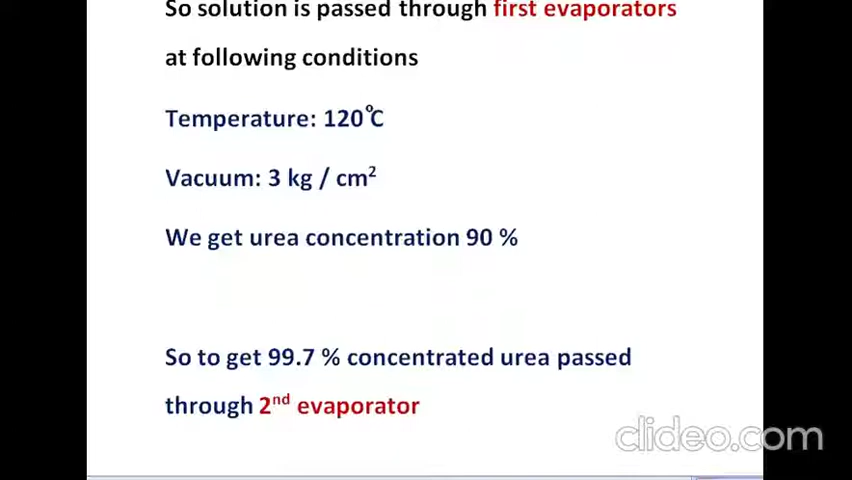 So solution is passed through first evaporators
at following conditions
Temperature: 120℃
Vacuum: 3 kg / cm²
We get urea concentration 90 %
So to get 99.7 % concentrated urea passed
through 2ⁿᵈ evaporator
clideo.com